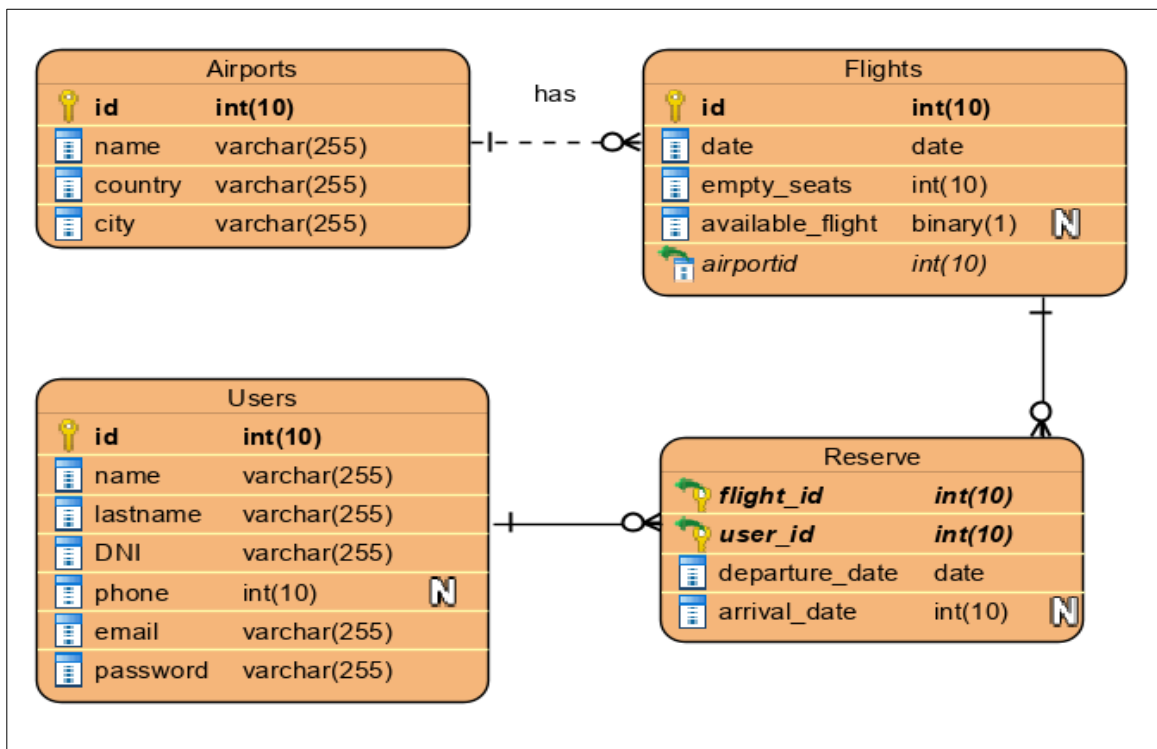 Airports
id int(10)
name varchar(255)
country varchar(255)
city varchar(255)
has
Flights
id int(10)
date date
empty_seats int(10)
available_flight binary(1) N
airportid int(10)
Users
id int(10)
name varchar(255)
lastname varchar(255)
DNI varchar(255)
phone int(10) N
email varchar(255)
password varchar(255)
Reserve
flight_id int(10)
user_id int(10)
departure_date date
arrival_date int(10) N